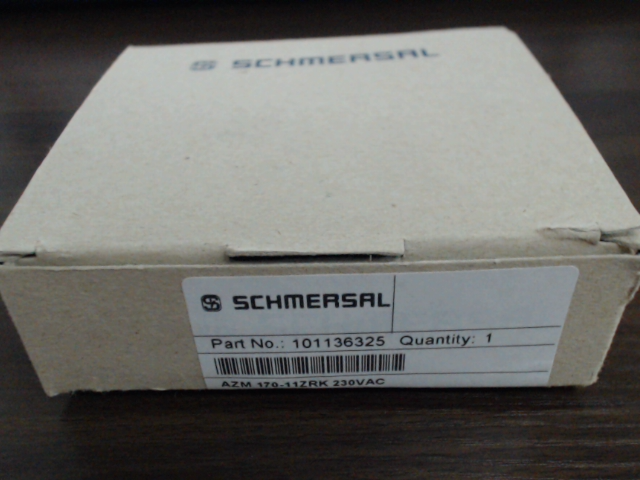 SCHMERSAL
SCHMERSAL
Part No.: 101136325 Quantity: 1
AZM 170-11ZRK 230VAC